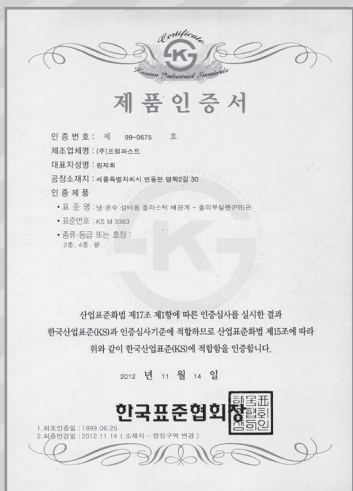 Certificate
KS
Korean Industrial Standards
제품인증서
인증번호 : 제 99-0675 호
제조업체명 : (주)프럼파스트
대표자성명 : 원재희
공장소재지 : 세종특별자치시 연동면 명학2길 30
인증제품
• 표 준 명 : 냉·온수 설비용 플라스틱 배관계 - 폴리부틸렌(PB)관
• 표준번호 : KS M 3363
• 종류·등급 또는 호칭 :
2종, 4종. 끝.
산업표준화법 제17조 제1항에 따른 인증심사를 실시한 결과
한국산업표준(KS)과 인증심사기준에 적합하므로 산업표준화법 제15조에 따라
위와 같이 한국산업표준(KS)에 적합함을 인증합니다.
2012 년 11 월 14 일
한국표준협회장
1.최초인증일 : 1999.06.25
2.최종변경일 : 2012.11.14 ( 소재지 - 행정구역 변경 )